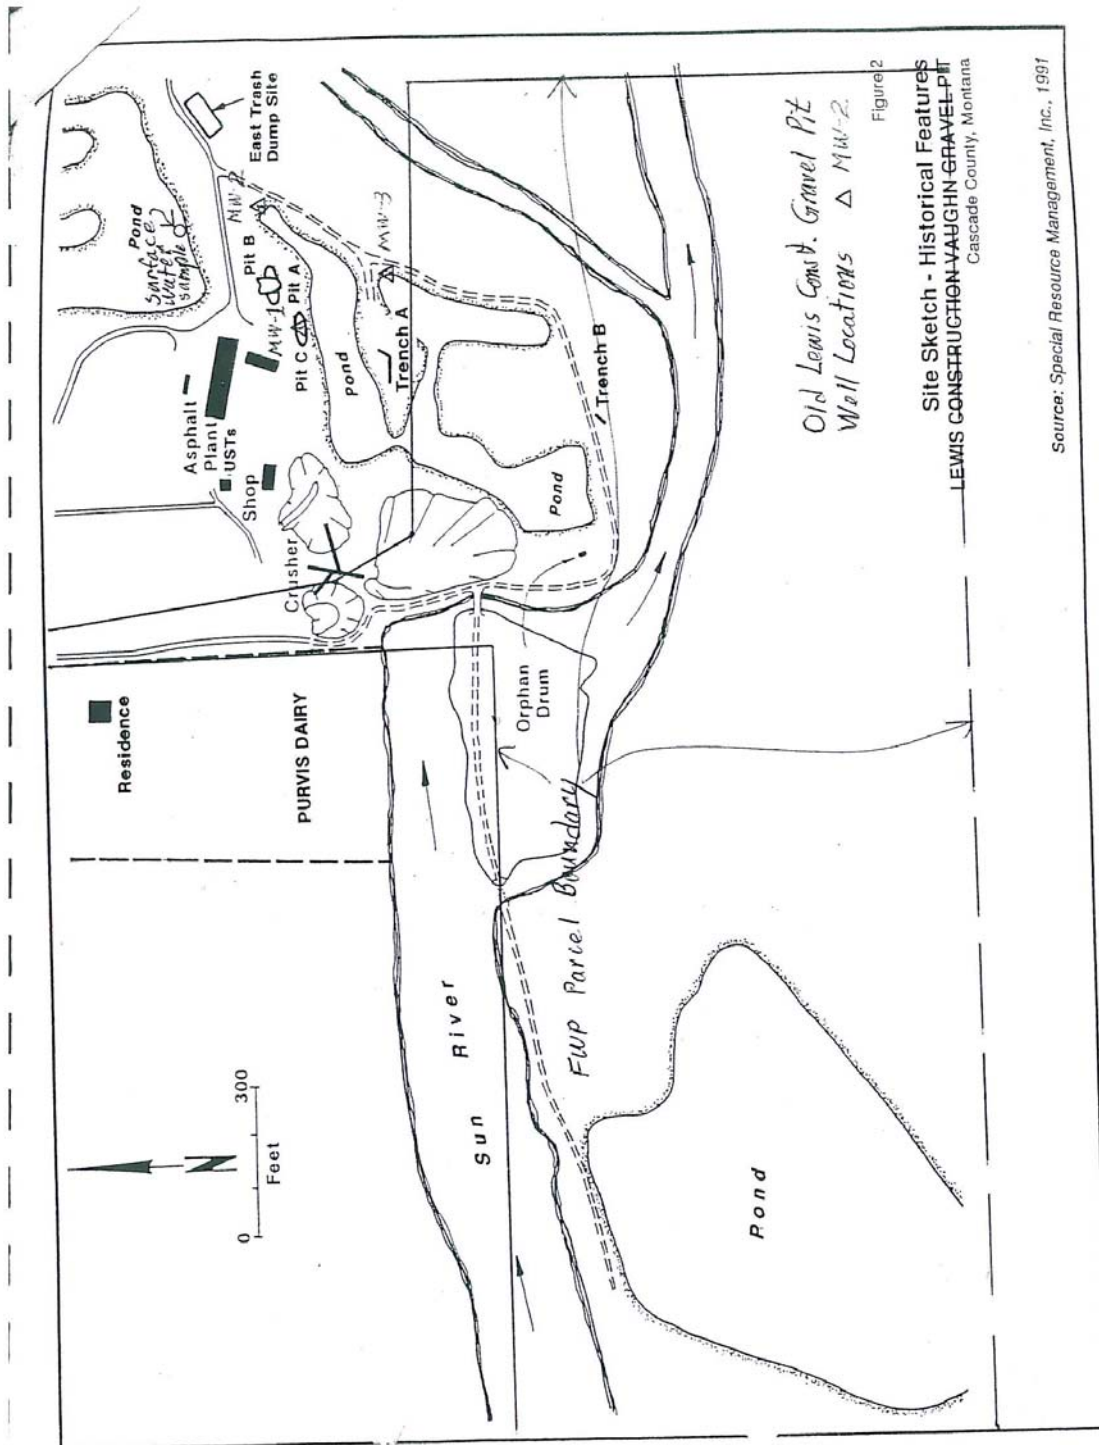 Pond
Surface
Water
Sample
East Trash
Dump Site
MW-2
Pit B
MW-1
Pit A
Pit C
MW-3
Asphalt
Plant
USTs
Shop
Pond
Trench A
Trench B
Pond
Crusher
Orphan
Drum
Residence
PURVIS DAIRY
FWP Parcel Boundary
Sun River
N
0 300
Feet
Pond
Old Lewis Const. Gravel Pit
Well Locations △ MW-2
Figure 2
Site Sketch - Historical Features
LEWIS CONSTRUCTION VAUGHN GRAVEL PIT
Cascade County, Montana
Source: Special Resource Management, Inc., 1991